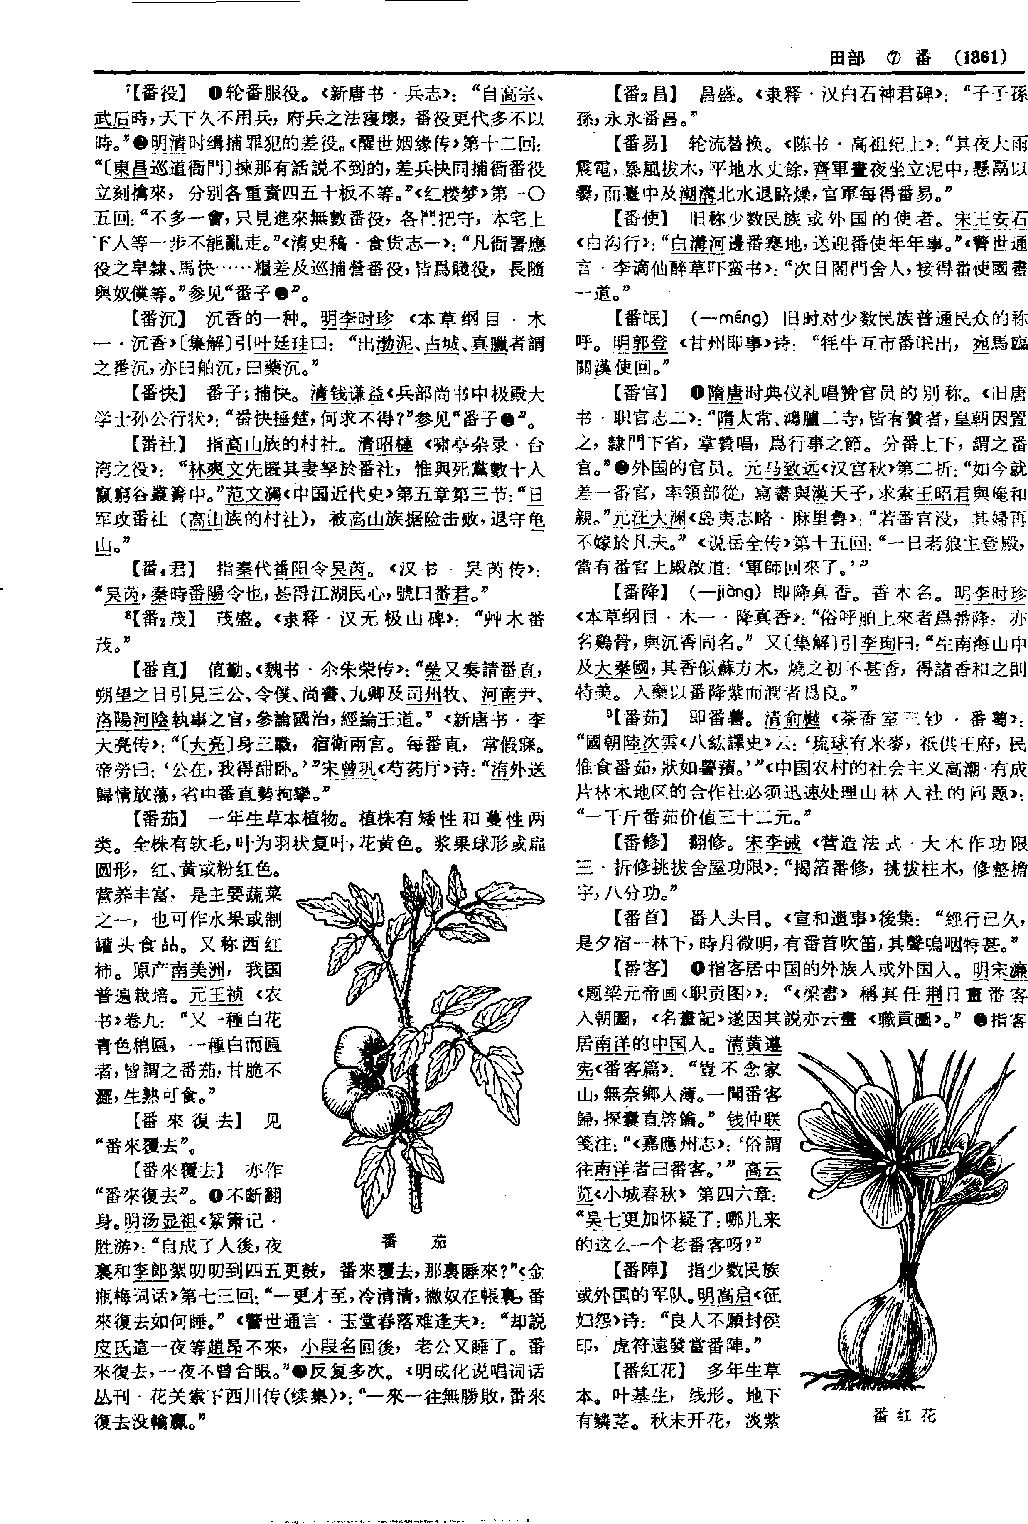 田部 ⑦ 番 (1361)
⁷【番役】 ❶轮番服役。《新唐书·兵志》：“自高宗、
武后時，天下久不用兵，府兵之法寖壞，番役更代多不以
時。”❷明清时缉捕罪犯的差役。《醒世姻缘传》第十二回：
“〔東昌巡道衙門〕揀那有話説不到的，差兵快同捕衙番役
立刻擒來，分别各重責四五十板不等。”《红楼梦》第一〇
五回：“不多一會，只見進來無數番役，各門把守，本宅上
下人等一步不能亂走。”《清史稿·食货志一》：“凡衙署應
役之皁隸、馬快……糧差及巡捕營番役，皆爲賤役，長隨
與奴僕等。”参见“番子❷”。
【番沉】 沉香的一种。明李时珍《本草纲目·木
一·沉香》〔集解〕引叶廷珪曰：“出渤泥、占城、真臘者謂
之番沉，亦曰舶沉，曰藥沉。”
【番快】 番子；捕快。清钱谦益《兵部尚书中极殿大
学士孙公行状》：“番快捶楚，何求不得？”参见“番子❷”。
【番社】 指高山族的村社。清昭槤《啸亭杂录·台
湾之役》：“林爽文先匿其妻孥於番社，惟與死黨數十人
竄窮谷叢箐中。”范文澜《中国近代史》第五章第三节：“日
军攻番社（高山族的村社），被高山族据险击败，退守龟
山。”
【番₄君】 指秦代番阳令吴芮。《汉书·吴芮传》：
“吴芮，秦時番陽令也，甚得江湖民心，號曰番君。”
⁸【番₂茂】 茂盛。《隶释·汉无极山碑》：“艸木番
茂。”
【番直】 值勤。《魏书·尒朱荣传》：“榮又奏請番直，
朔望之日引見三公、令僕、尚書、九卿及司州牧、河南尹、
洛陽河陰執事之官，參論國治，經綸王道。”《新唐书·李
大亮传》：“〔大亮〕身三職，宿衛兩宫。每番直，常假寐。
帝勞曰：‘公在，我得酣卧。’”宋曾巩《芍药厅》诗：“淆外送
歸情放蕩，省中番直勢拘攣。”
【番茄】 一年生草本植物。植株有矮性和蔓性两
类。全株有软毛，叶为羽状复叶，花黄色。浆果球形或扁
圆形，红、黄或粉红色。
营养丰富，是主要蔬菜
之一，也可作水果或制
罐头食品。又称西红
柿。原产南美洲，我国
普遍栽培。元王祯《农
书》卷九：“又一種白花
青色稍匾，一種白而匾
者，皆謂之番茄，甘脆不
澀，生熟可食。”
【番來復去】 见
“番來覆去”。
【番來覆去】 亦作
“番來復去”。❶不断翻
身。明汤显祖《紫箫记·
胜游》：“自成了人後，夜
裏和李郎絮叨叨到四五更鼓，番來覆去，那裏睡來？”《金
瓶梅词话》第七三回：“一更才至，冷清清，撇奴在帳裏，番
來復去如何睡。”《警世通言·玉堂春落难逢夫》：“却説
皮氏這一夜等趙昂不來，小段名回後，老公又睡了。番
來復去，一夜不曾合眼。”❷反复多次。《明成化说唱词话
丛刊·花关索下西川传（续集）》：“一來一往無勝敗，番來
復去没輸贏。”
番 茄
【番₂昌】 昌盛。《隶释·汉白石神君碑》：“子子孫
孫，永永番昌。”
【番易】 轮流替换。《陈书·高祖纪上》：“其夜大雨
震電，暴風拔木，平地水丈餘，齊軍晝夜坐立泥中，懸鬲以
爨，而臺中及潮溝北水退路燥，官軍每得番易。”
【番使】 旧称少数民族或外国的使者。宋王安石
《白沟行》：“白溝河邊番塞地，送迎番使年年事。”《警世通
言·李谪仙醉草吓蛮书》：“次日閣門舍人，接得番使國書
一道。”
【番氓】 (—méng) 旧时对少数民族普通民众的称
呼。明郭登《甘州即事》诗：“牦牛互市番氓出，宛馬臨
關漢使回。”
【番官】 ❶隋唐时典仪礼唱赞官员的别称。《旧唐
书·职官志二》：“隋太常、鴻臚二寺，皆有贊者，皇朝因置
之，隸門下省，掌贊唱，爲行事之節。分番上下，謂之番
官。”❷外国的官员。元马致远《汉宫秋》第二折：“如今就
差一番官，率領部從，寫書與漢天子，求索王昭君與俺和
親。”元汪大渊《岛夷志略·麻里鲁》：“若番官没，其婦再
不嫁於凡夫。”《说岳全传》第十五回：“一日老狼主登殿，
當有番官上殿啟道：‘軍師回來了。’”
【番降】 (—jiàng) 即降真香。香木名。明李时珍
《本草纲目·木一·降真香》：“俗呼舶上來者爲番降，亦
名鷄骨，與沉香同名。”又〔集解〕引李珣曰：“生南海山中
及大秦國，其香似蘇方木，燒之初不甚香，得諸香和之則
特美。入藥以番降紫而潤者爲良。”
⁹【番茹】 即番薯。清俞樾《茶香室三钞·番薯》：
“國朝陸次雲《八紘譯史》云：‘琉球有米麥，祇供王府，民
惟食番茹，狀如薯蕷。’”《中国农村的社会主义高潮·有成
片林木地区的合作社必须迅速处理山林入社的问题》：
“一千斤番茹价值三十二元。”
【番修】 翻修。宋李诫《营造法式·大木作功限
三·拆修挑拔舍屋功限》：“揭箔番修，挑拔柱木，修整檐
宇，八分功。”
【番首】 番人头目。《宣和遗事》後集：“經行已久，
是夕宿一林下，時月微明，有番首吹笛，其聲嗚咽特甚。”
【番客】 ❶指客居中国的外族人或外国人。明宋濂
《题梁元帝画〈职贡图〉》：“《梁書》稱其任荆日畫番客
入朝圖，《名畫記》遂因其説亦云畫《職貢圖》。”❷指客
居南洋的中国人。清黄遵
宪《番客篇》：“豈不念家
山，無奈鄉人薄。一聞番客
歸，探囊直啓鑰。”钱仲联
笺注：“《嘉應州志》：‘俗謂
往南洋者曰番客。’”高云
览《小城春秋》第四六章：
“吴七更加怀疑了：哪儿来
的这么一个老番客呀？”
【番陣】 指少数民族
或外国的军队。明高启《征
妇怨》诗：“良人不願封侯
印，虎符遠發當番陣。”
【番红花】 多年生草
本。叶基生，线形。地下
有鳞茎。秋末开花，淡紫
番 红 花